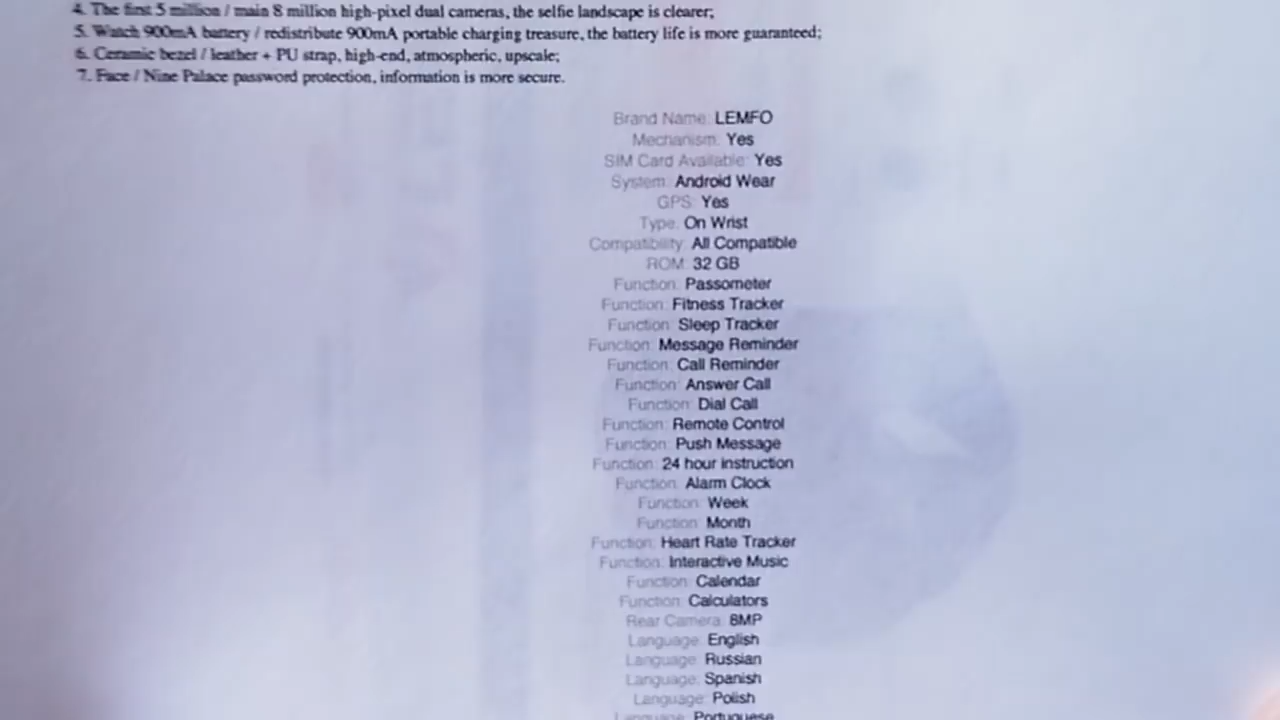 4. The first 5 million / main 8 million high-pixel dual cameras, the selfie landscape is clearer;
5. Watch 900mA battery / redistribute 900mA portable charging treasure, the battery life is more guaranteed;
6. Ceramic bezel / leather + PU strap, high-end, atmospheric, upscale;
7. Face / Nine Palace password protection, information is more secure.
Brand Name: LEMFO
Mechanism: Yes
SIM Card Available: Yes
System: Android Wear
GPS: Yes
Type: On Wrist
Compatibility: All Compatible
ROM: 32 GB
Function: Passometer
Function: Fitness Tracker
Function: Sleep Tracker
Function: Message Reminder
Function: Call Reminder
Function: Answer Call
Function: Dial Call
Function: Remote Control
Function: Push Message
Function: 24 hour instruction
Function: Alarm Clock
Function: Week
Function: Month
Function: Heart Rate Tracker
Function: Interactive Music
Function: Calendar
Function: Calculators
Rear Camera: 8MP
Language: English
Language: Russian
Language: Spanish
Language: Polish
Language: Portuguese